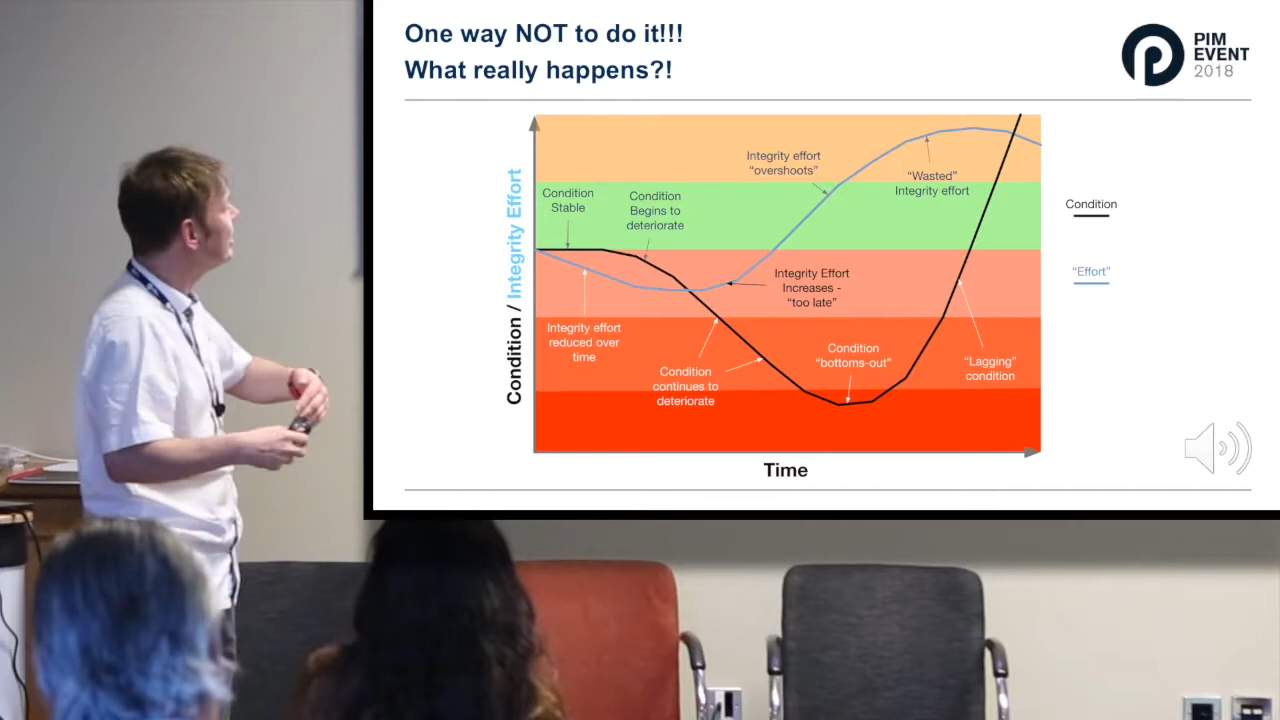 One way NOT to do it!!!
What really happens?!
PIM
EVENT
2018
Condition / Integrity Effort
Condition
Stable
Condition
Begins to
deteriorate
Integrity effort
"overshoots"
"Wasted"
Integrity effort
Integrity Effort
Increases -
"too late"
Integrity effort
reduced over
time
Condition
continues to
deteriorate
Condition
"bottoms-out"
"Lagging"
condition
Time
Condition
"Effort"